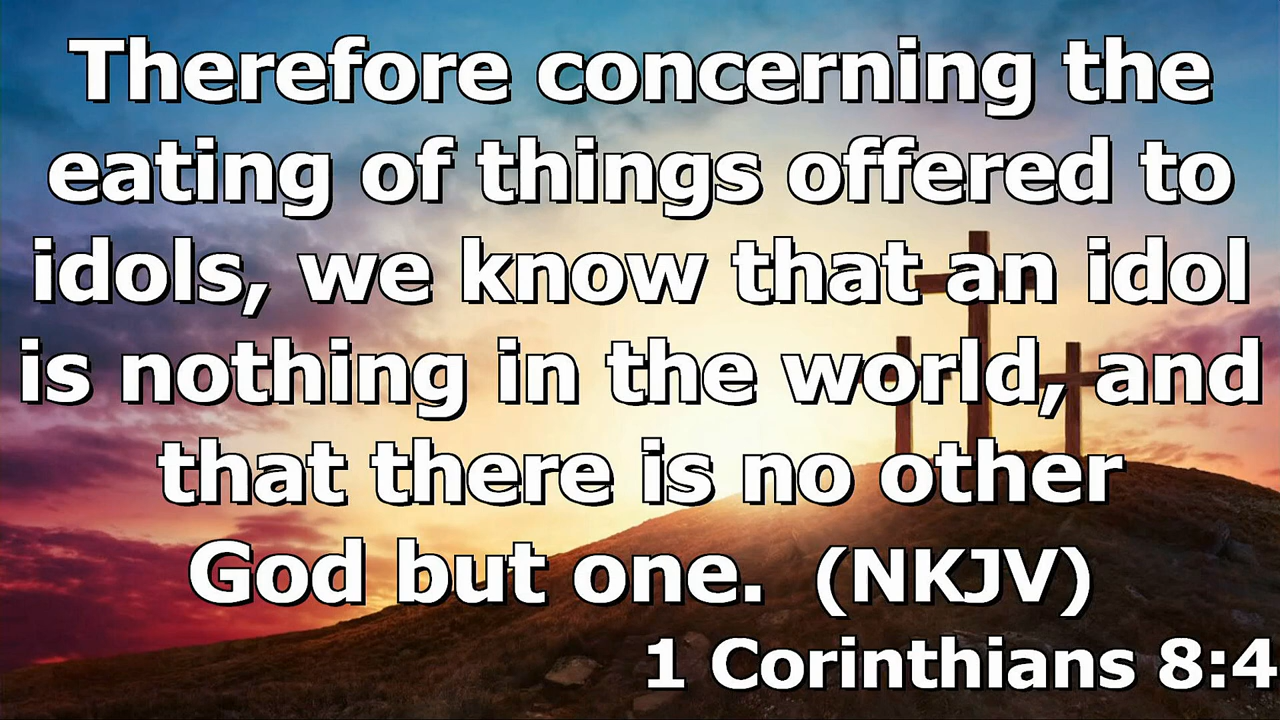 Therefore concerning the
eating of things offered to
idols, we know that an idol
is nothing in the world, and
that there is no other
God but one. (NKJV)
1 Corinthians 8:4